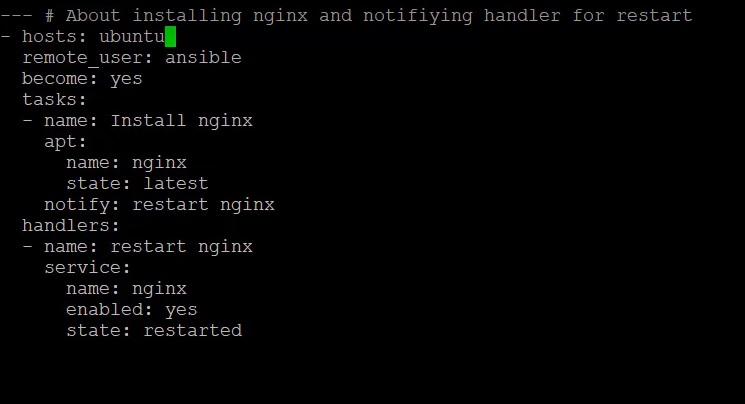 --- # About installing nginx and notifiying handler for restart
- hosts: ubuntu
  remote_user: ansible
  become: yes
  tasks:
  - name: Install nginx
    apt:
      name: nginx
      state: latest
    notify: restart nginx
  handlers:
  - name: restart nginx
    service:
      name: nginx
      enabled: yes
      state: restarted